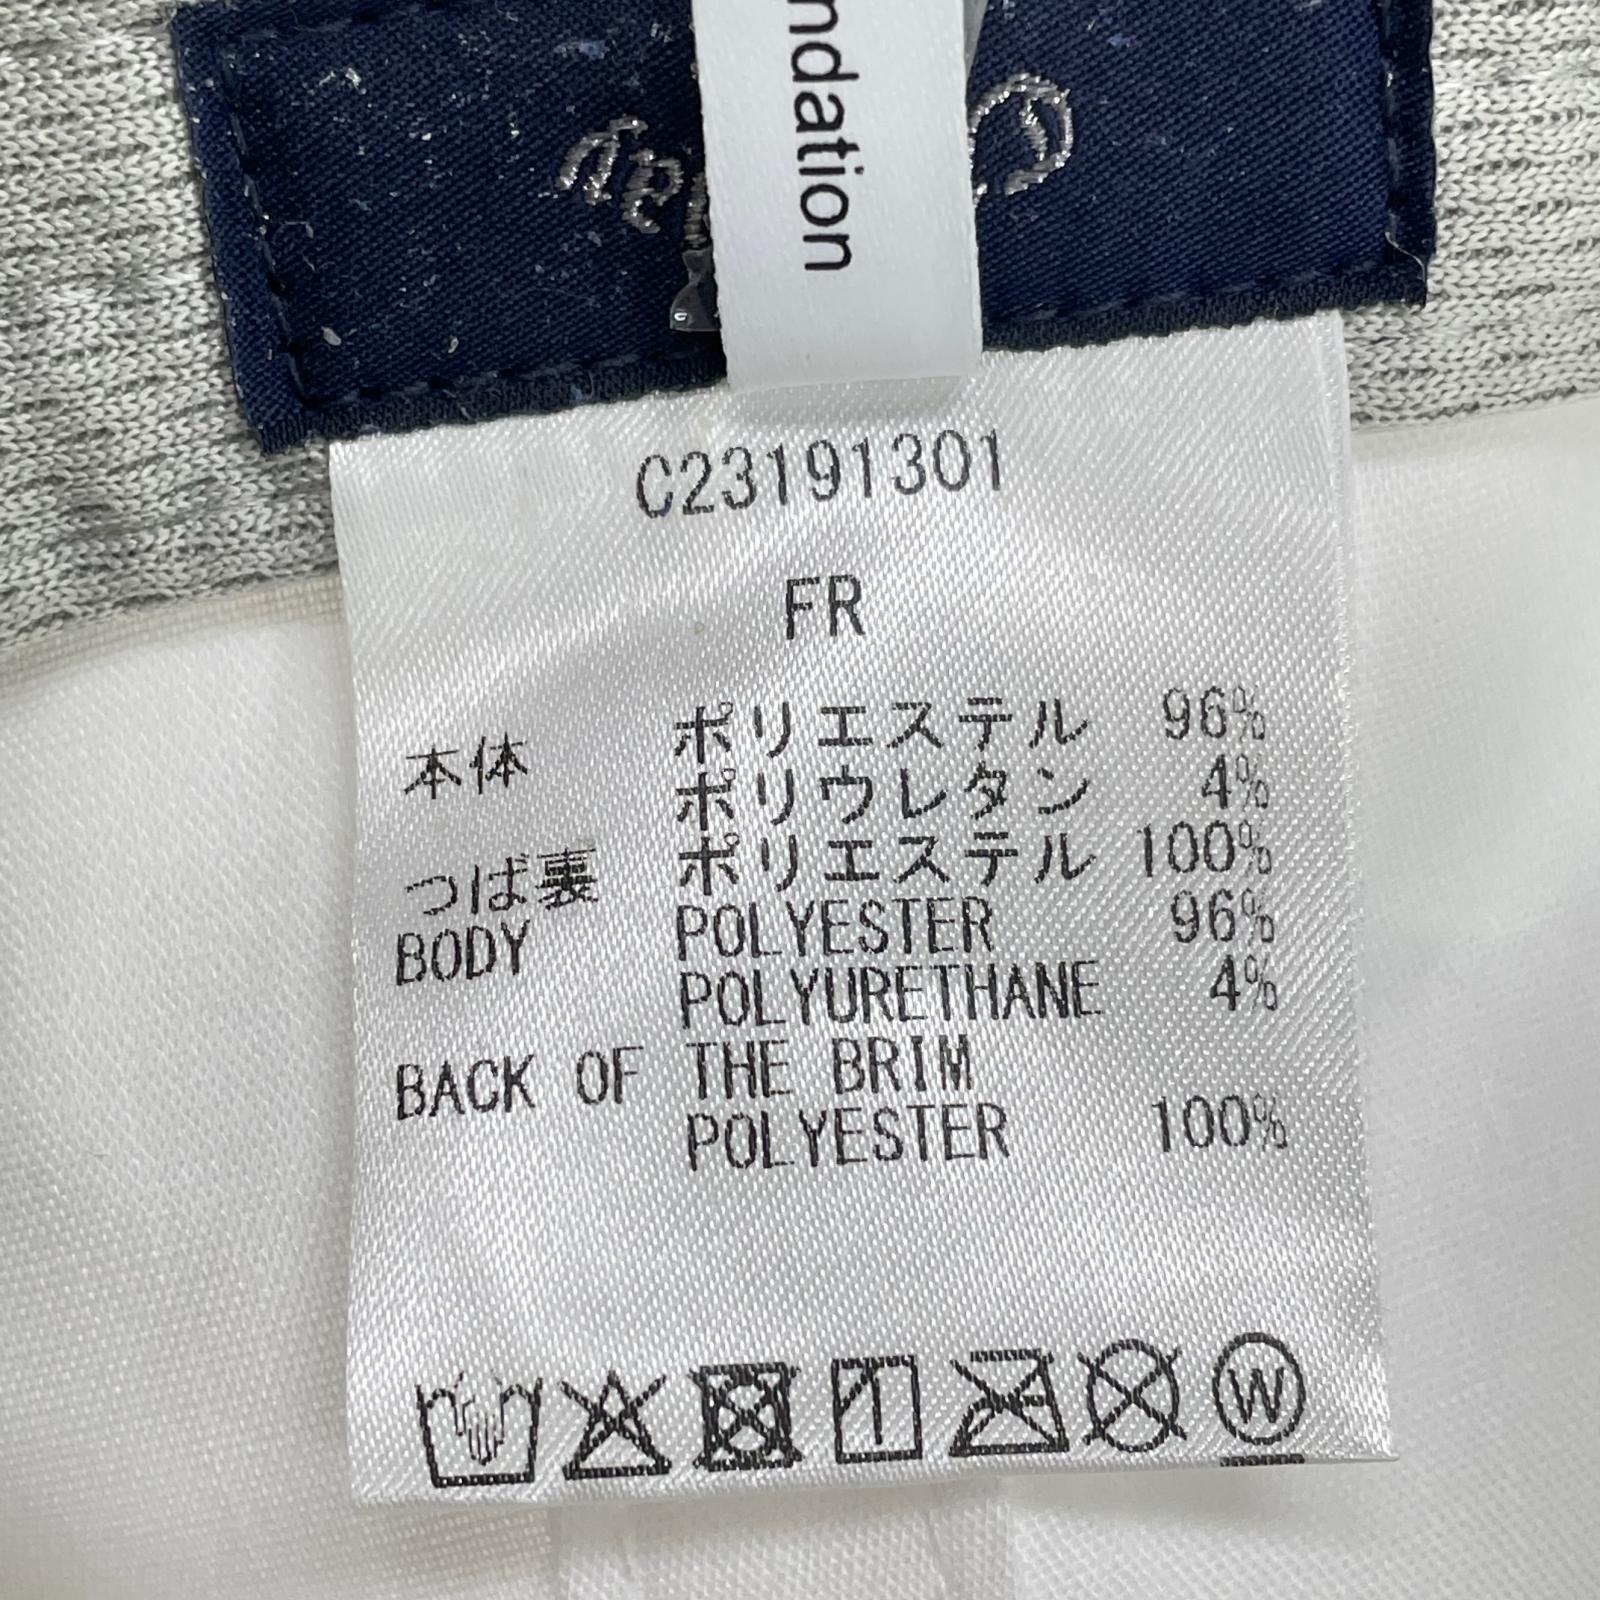 ndation
C23191301
FR
本体 ポリエステル 96%
ポリウレタン 4%
つば裏 ポリエステル 100%
BODY POLYESTER 96%
POLYURETHANE 4%
BACK OF THE BRIM
POLYESTER 100%
W